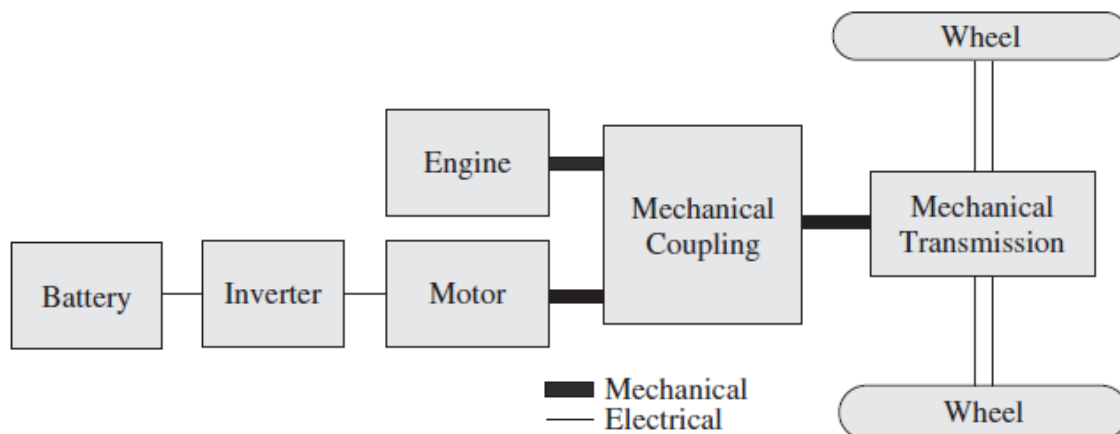 Wheel
Engine
Mechanical
Coupling
Mechanical
Transmission
Battery
Inverter
Motor
Mechanical
Electrical
Wheel